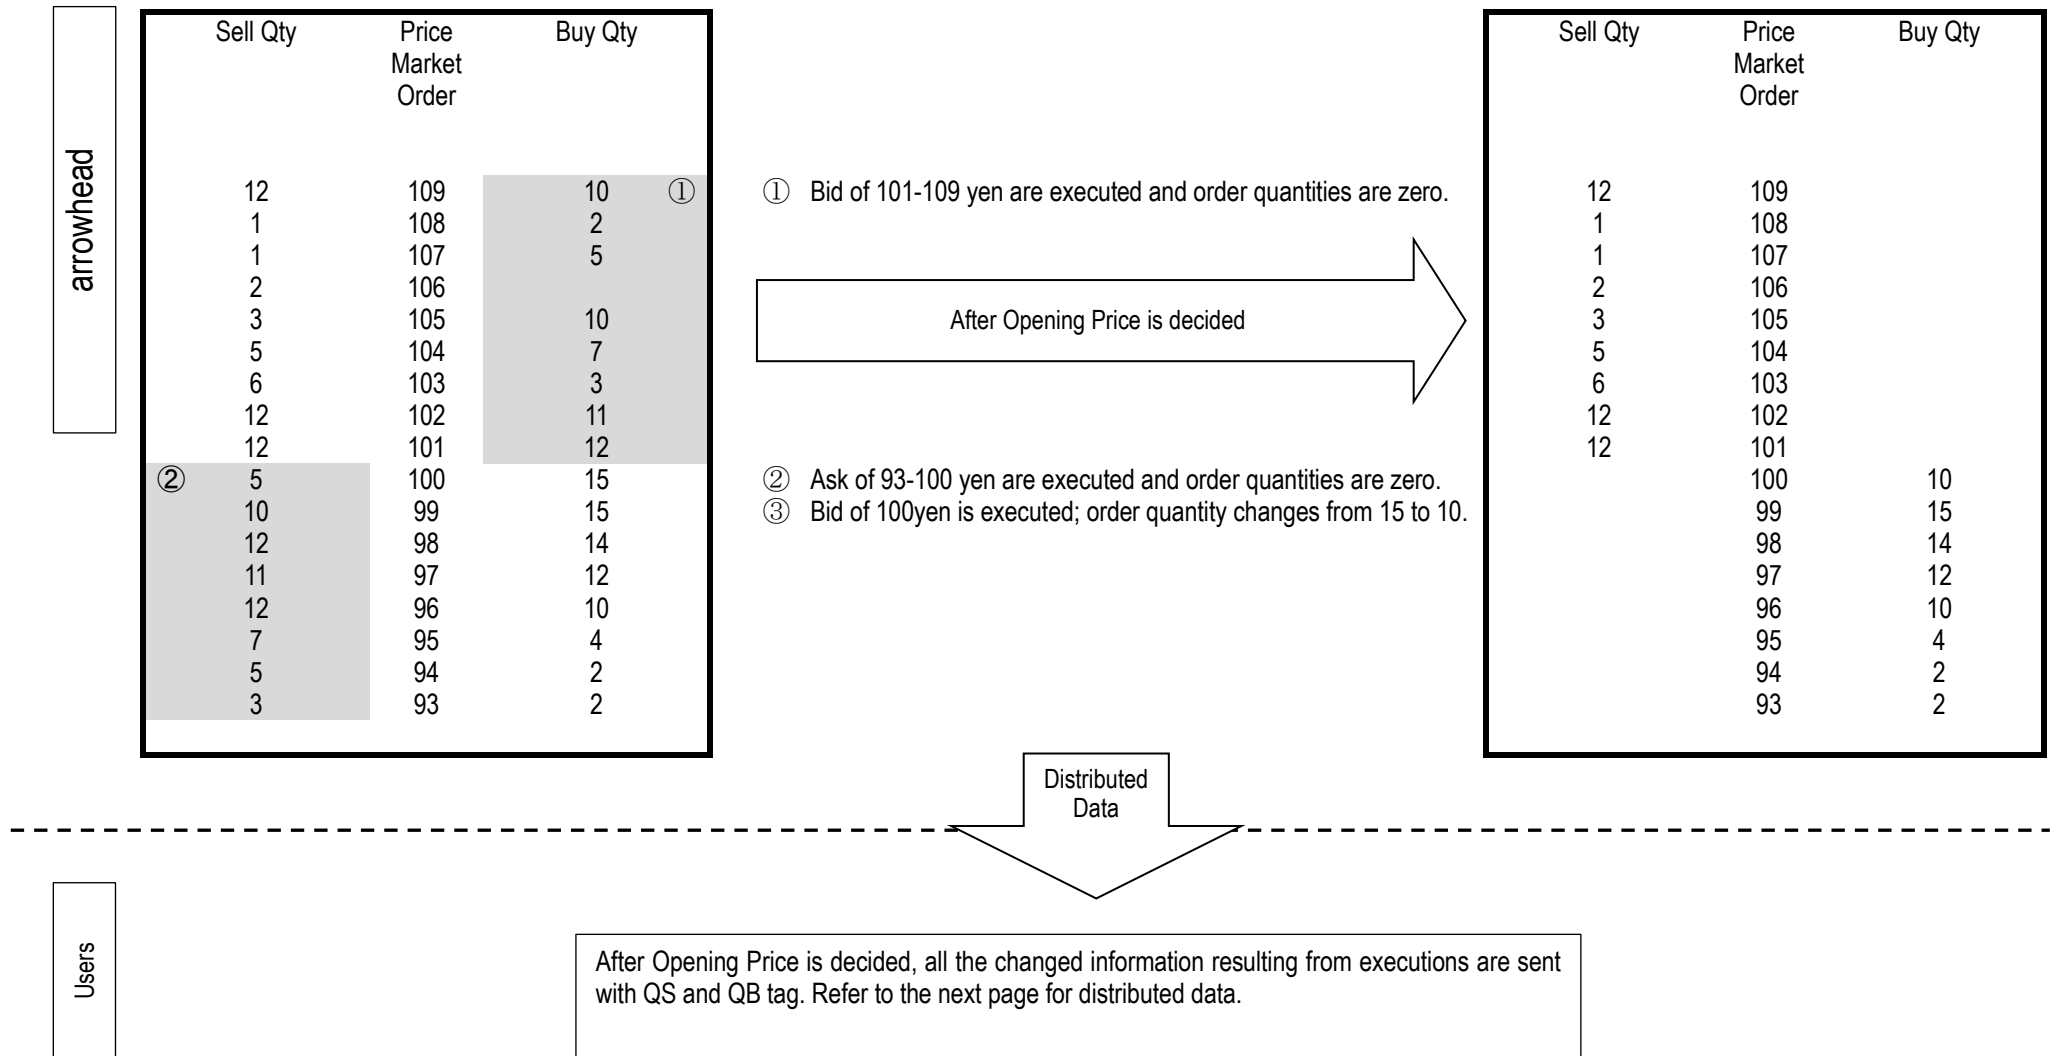 arrowhead
Sell Qty Price Buy Qty
Market
Order
12 109 10 ①
1 108 2
1 107 5
2 106
3 105 10
5 104 7
6 103 3
12 102 11
12 101 12
② 5 100 15
10 99 15
12 98 14
11 97 12
12 96 10
7 95 4
5 94 2
3 93 2
① Bid of 101-109 yen are executed and order quantities are zero.
After Opening Price is decided
② Ask of 93-100 yen are executed and order quantities are zero.
③ Bid of 100yen is executed; order quantity changes from 15 to 10.
Sell Qty Price Buy Qty
Market
Order
12 109
1 108
1 107
2 106
3 105
5 104
6 103
12 102
12 101
100 10
99 15
98 14
97 12
96 10
95 4
94 2
93 2
Distributed
Data
Users
After Opening Price is decided, all the changed information resulting from executions are sent
with QS and QB tag. Refer to the next page for distributed data.